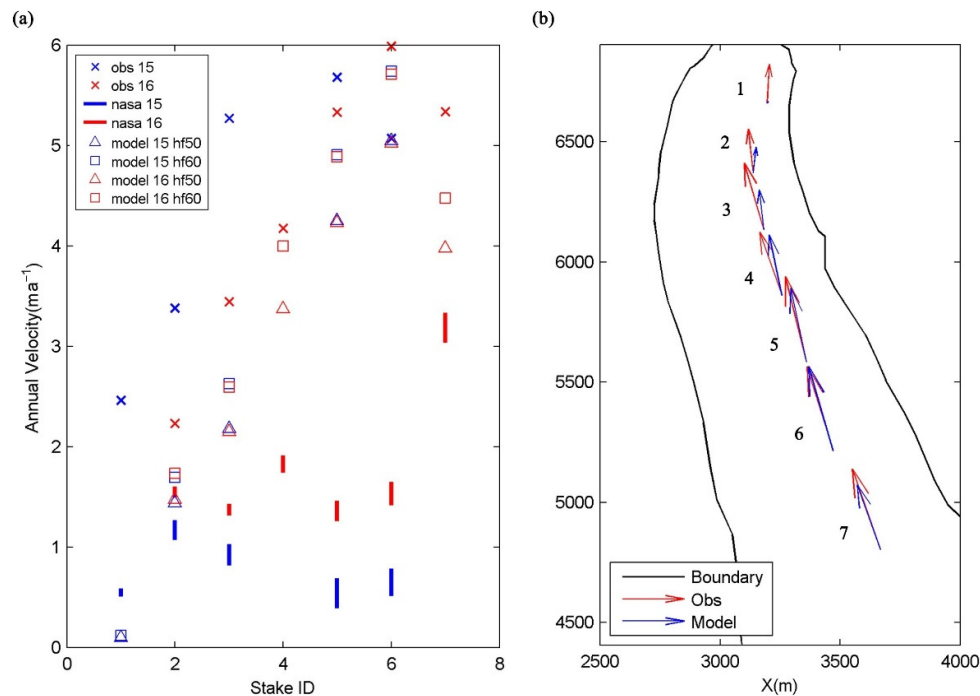 (a)
(b)
6
5
4
3
2
1
0
0
2
4
6
8
Annual Velocity(ma⁻¹)
Stake ID
obs 15
obs 16
nasa 15
nasa 16
model 15 hf50
model 15 hf60
model 16 hf50
model 16 hf60
6500
6000
5500
5000
4500
2500
3000
3500
4000
X(m)
1
2
3
4
5
6
7
Boundary
Obs
Model